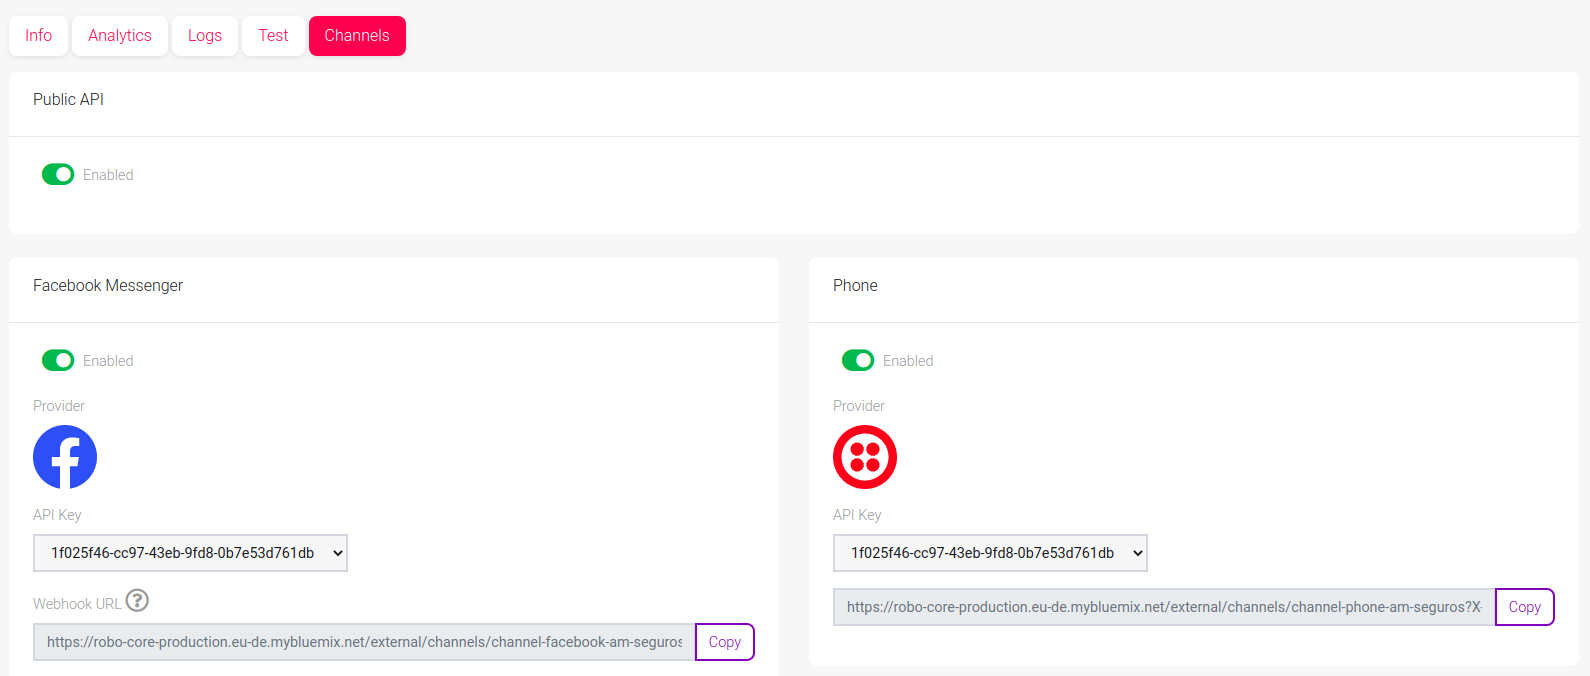 Info Analytics Logs Test Channels
Public API
Enabled
Facebook Messenger
Enabled
Provider
API Key
1f025f46-cc97-43eb-9fd8-0b7e53d761db
Webhook URL ?
https://robo-core-production.eu-de.mybluemix.net/external/channels/channel-facebook-am-seguros Copy
Phone
Enabled
Provider
API Key
1f025f46-cc97-43eb-9fd8-0b7e53d761db
https://robo-core-production.eu-de.mybluemix.net/external/channels/channel-phone-am-seguros?X- Copy